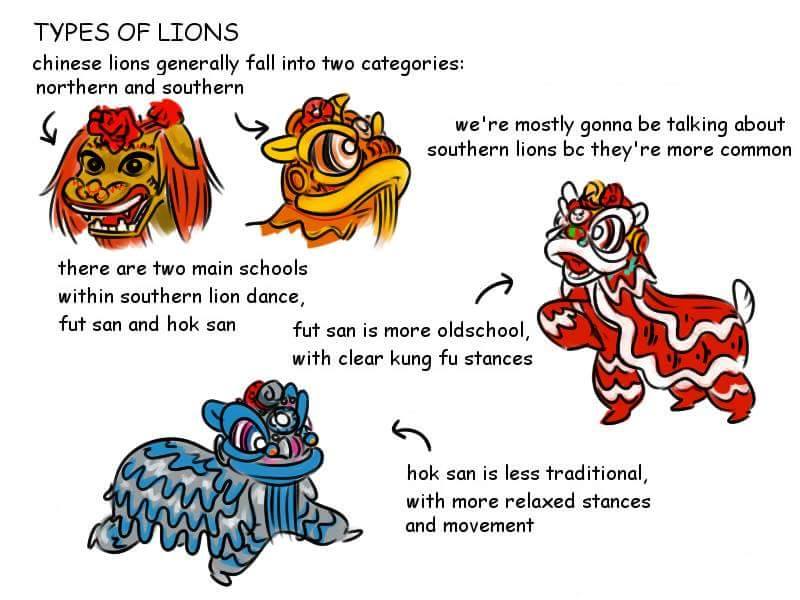 TYPES OF LIONS
chinese lions generally fall into two categories:
northern and southern
we're mostly gonna be talking about
southern lions bc they're more common
there are two main schools
within southern lion dance,
fut san and hok san
fut san is more oldschool,
with clear kung fu stances
hok san is less traditional,
with more relaxed stances
and movement